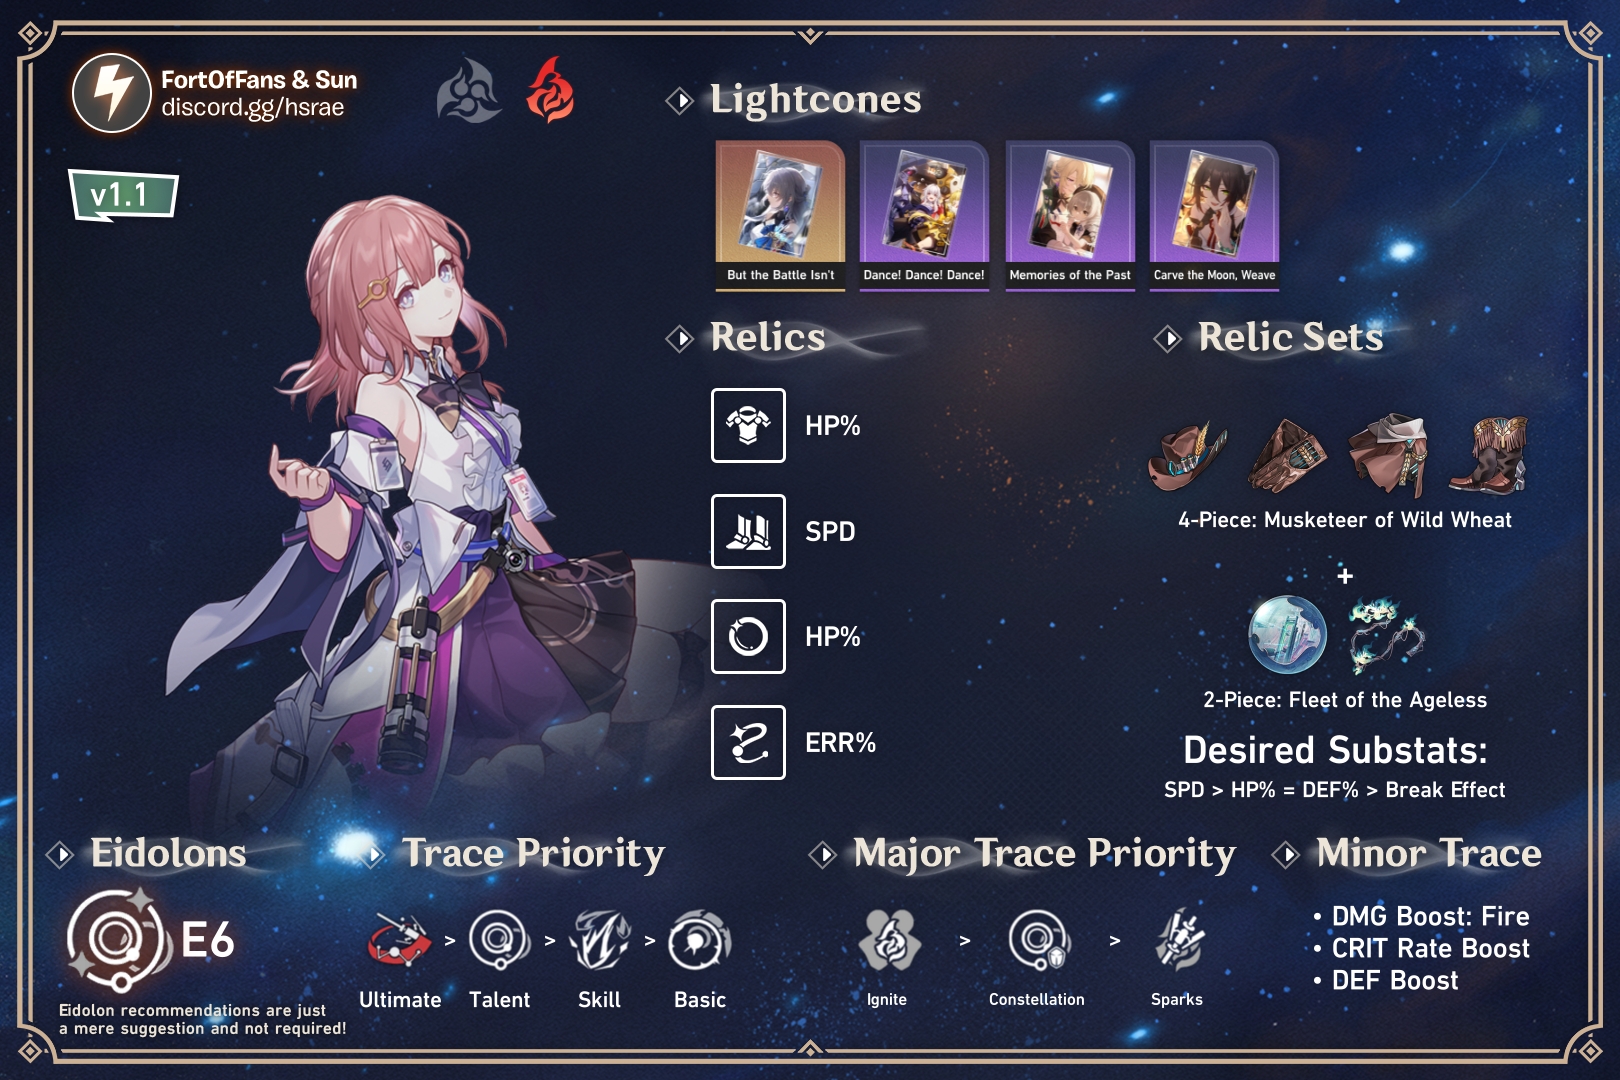 FortOfFans & Sun
discord.gg/hsrae
v1.1
Lightcones
But the Battle Isn't
Dance! Dance! Dance!
Memories of the Past
Carve the Moon, Weave
Relics
HP%
SPD
HP%
ERR%
Relic Sets
4-Piece: Musketeer of Wild Wheat
+
2-Piece: Fleet of the Ageless
Desired Substats:
SPD > HP% = DEF% > Break Effect
Eidolons
E6
Eidolon recommendations are just
a mere suggestion and not required!
Trace Priority
> > >
Ultimate Talent Skill Basic
Major Trace Priority
> >
Ignite Constellation Sparks
Minor Trace
• DMG Boost: Fire
• CRIT Rate Boost
• DEF Boost